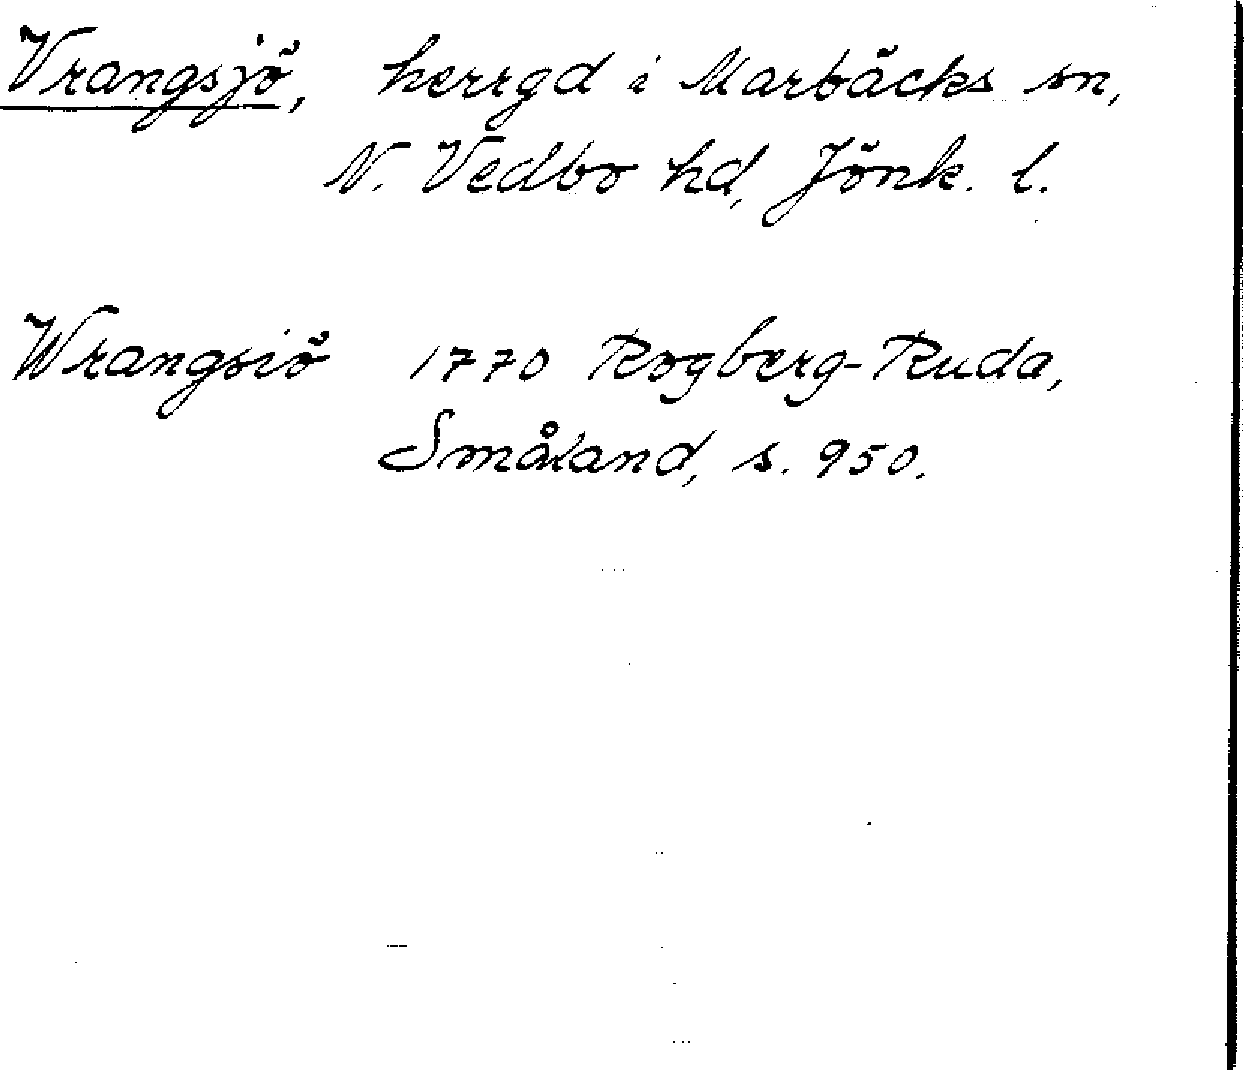 Vrangsjö, herrgd i Marbäcks sn,
N. Vedbo hd, Jönk. l.
Wrangsiö 1770 Rogberg-Ruda,
Småland, s. 950.